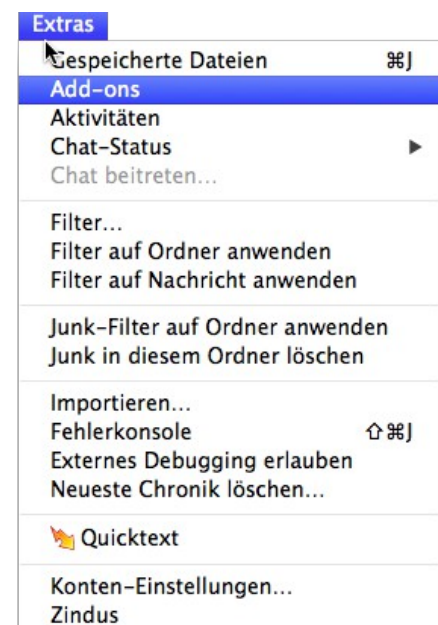 Extras
Gespeicherte Dateien ⌘J
Add-ons
Aktivitäten
Chat-Status ▶
Chat beitreten...
Filter...
Filter auf Ordner anwenden
Filter auf Nachricht anwenden
Junk-Filter auf Ordner anwenden
Junk in diesem Ordner löschen
Importieren...
Fehlerkonsole ⇧⌘J
Externes Debugging erlauben
Neueste Chronik löschen...
Quicktext
Konten-Einstellungen...
Zindus